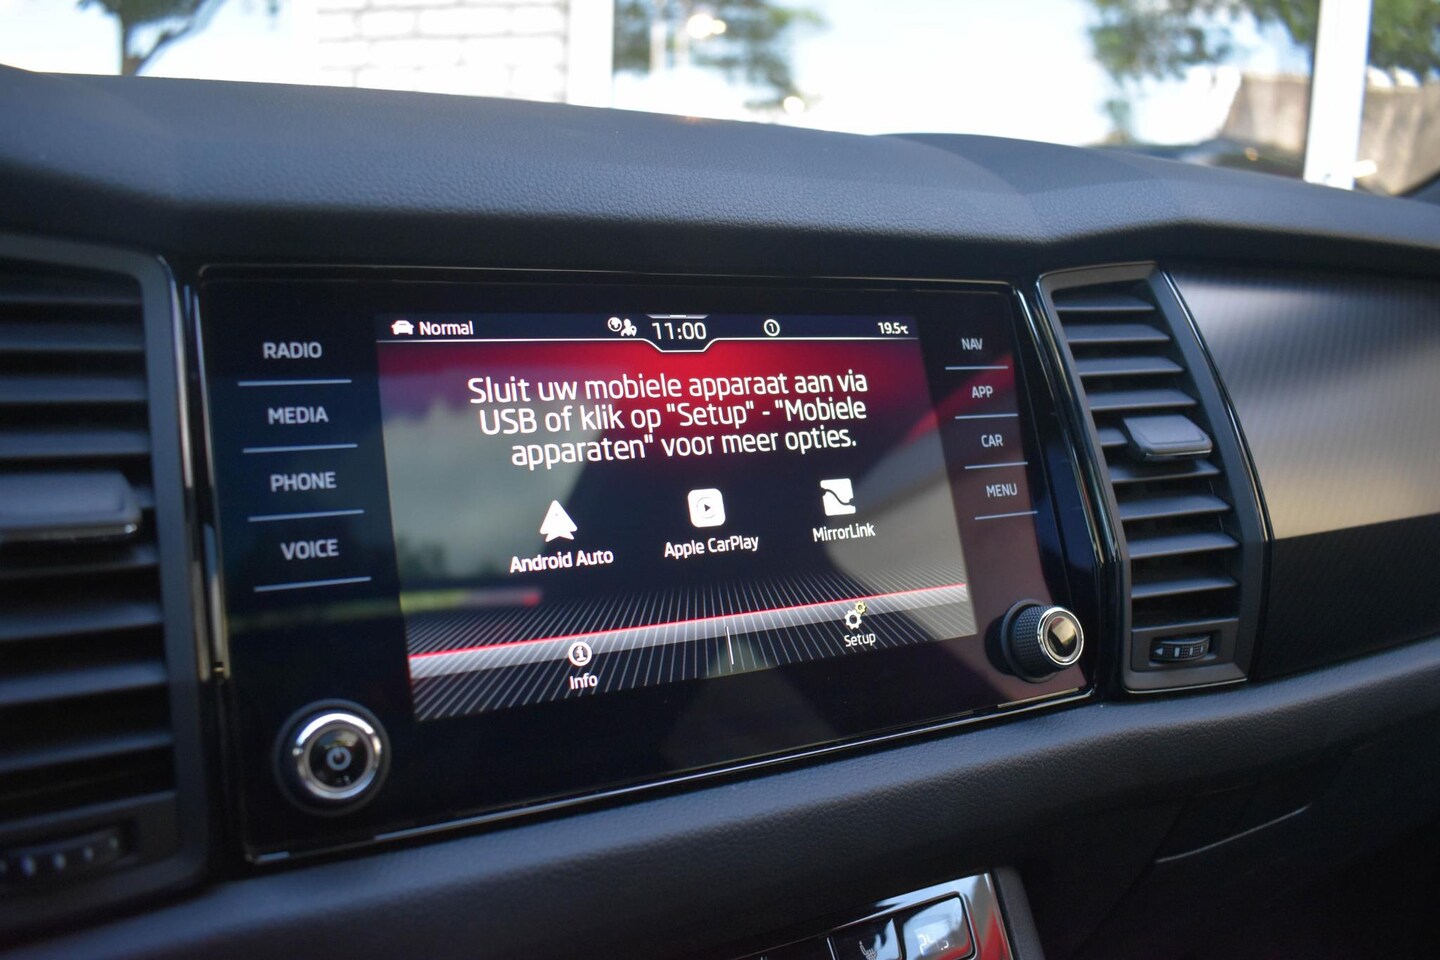 RADIO
MEDIA
PHONE
VOICE
Normal
11:00
1
19.5°C
Sluit uw mobiele apparaat aan via
USB of klik op "Setup" - "Mobiele
apparaten" voor meer opties.
Android Auto
Apple CarPlay
MirrorLink
Info
Setup
NAV
APP
CAR
MENU